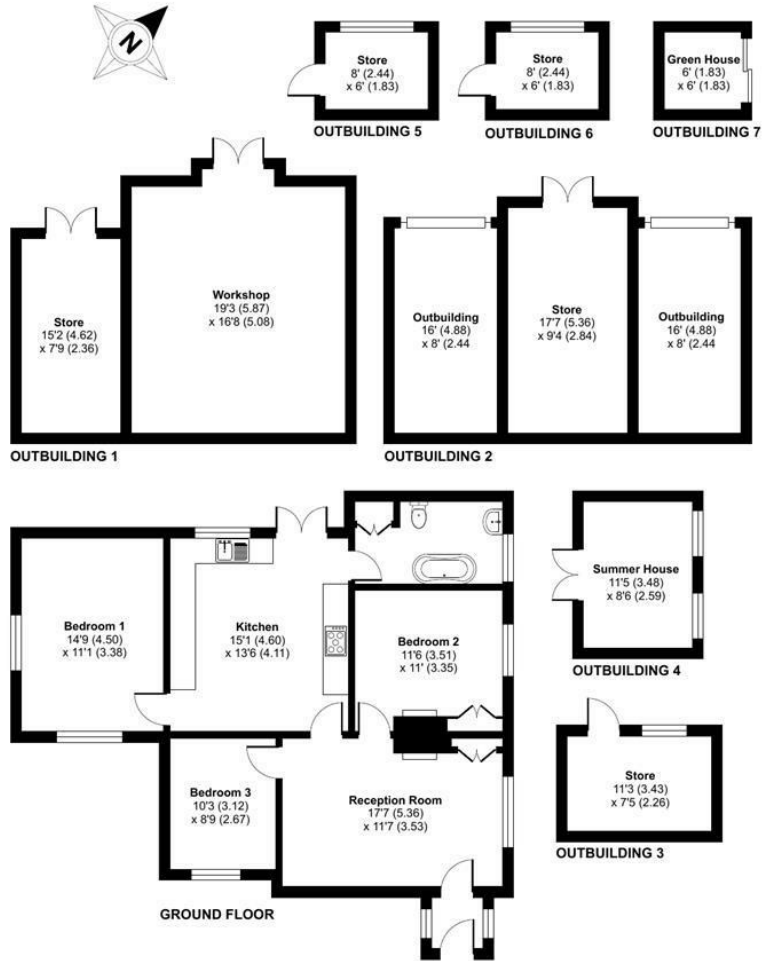 N
Store
8' (2.44)
x 6' (1.83)
OUTBUILDING 5
Store
8' (2.44)
x 6' (1.83)
OUTBUILDING 6
Green House
6' (1.83)
x 6' (1.83)
OUTBUILDING 7
Store
15'2 (4.62)
x 7'9 (2.36)
Workshop
19'3 (5.87)
x 16'8 (5.08)
OUTBUILDING 1
Outbuilding
16' (4.88)
x 8' (2.44
Store
17'7 (5.36)
x 9'4 (2.84)
Outbuilding
16' (4.88)
x 8' (2.44
OUTBUILDING 2
Bedroom 1
14'9 (4.50)
x 11'1 (3.38)
Kitchen
15'1 (4.60)
x 13'6 (4.11)
Bedroom 2
11'6 (3.51)
x 11' (3.35)
Summer House
11'5 (3.48)
x 8'6 (2.59)
OUTBUILDING 4
Bedroom 3
10'3 (3.12)
x 8'9 (2.67)
Reception Room
17'7 (5.36)
x 11'7 (3.53)
Store
11'3 (3.43)
x 7'5 (2.26)
OUTBUILDING 3
GROUND FLOOR